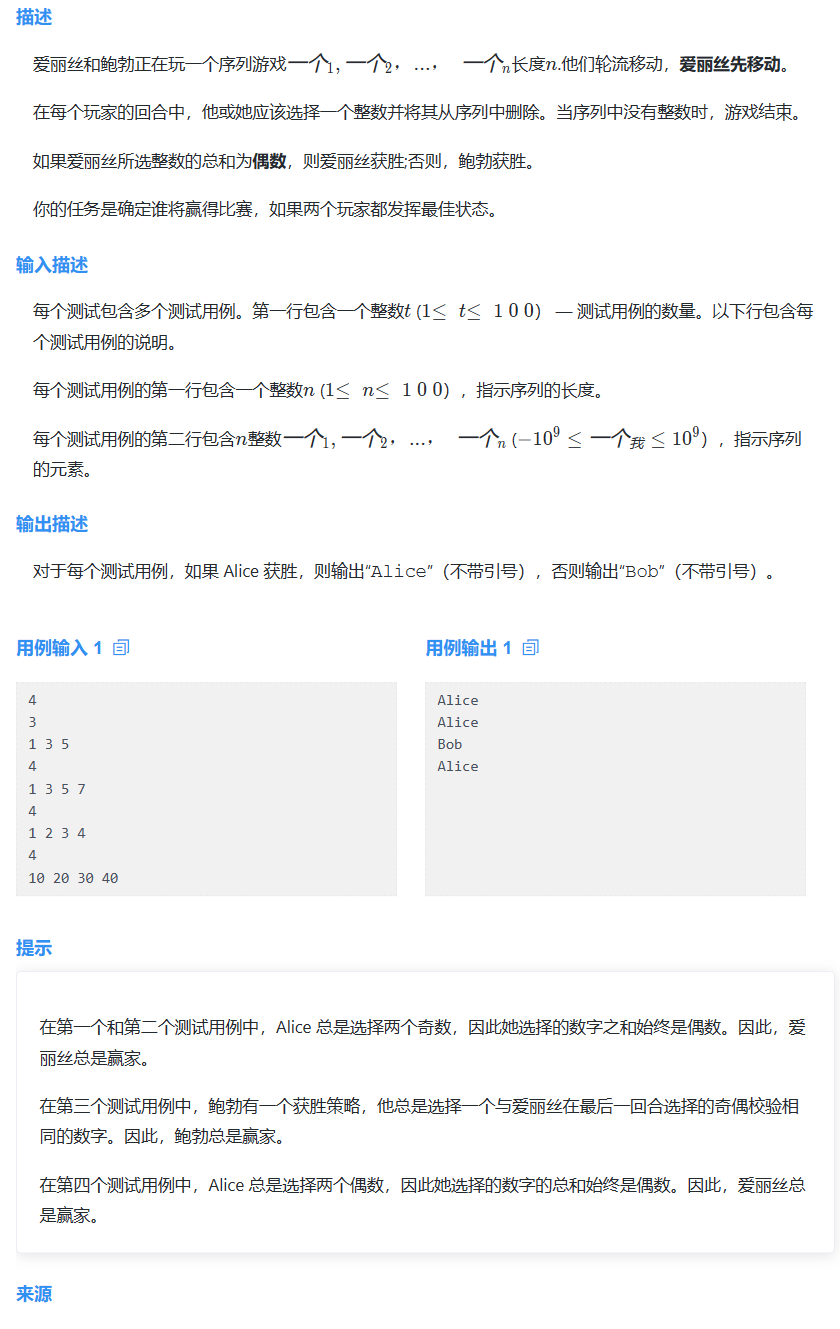 描述
爱丽丝和鲍勃正在玩一个序列游戏一个₁, 一个₂， ...， 一个ₙ长度n.他们轮流移动，爱丽丝先移动。
在每个玩家的回合中，他或她应该选择一个整数并将其从序列中删除。当序列中没有整数时，游戏结束。
如果爱丽丝所选整数的总和为偶数，则爱丽丝获胜;否则，鲍勃获胜。
你的任务是确定谁将赢得比赛，如果两个玩家都发挥最佳状态。
输入描述
每个测试包含多个测试用例。第一行包含一个整数t (1≤ t≤ 1 0 0） — 测试用例的数量。以下行包含每
个测试用例的说明。
每个测试用例的第一行包含一个整数n (1≤ n≤ 1 0 0），指示序列的长度。
每个测试用例的第二行包含n整数一个₁, 一个₂， ...， 一个ₙ (−10⁹ ≤ 一个我 ≤ 10⁹），指示序列
的元素。
输出描述
对于每个测试用例，如果 Alice 获胜，则输出“Alice”（不带引号），否则输出“Bob”（不带引号）。
用例输入 1
4
3
1 3 5
4
1 3 5 7
4
1 2 3 4
4
10 20 30 40
用例输出 1
Alice
Alice
Bob
Alice
提示
在第一个和第二个测试用例中，Alice 总是选择两个奇数，因此她选择的数字之和始终是偶数。因此，爱
丽丝总是赢家。
在第三个测试用例中，鲍勃有一个获胜策略，他总是选择一个与爱丽丝在最后一回合选择的奇偶校验相
同的数字。因此，鲍勃总是赢家。
在第四个测试用例中，Alice 总是选择两个偶数，因此她选择的数字的总和始终是偶数。因此，爱丽丝总
是赢家。
来源